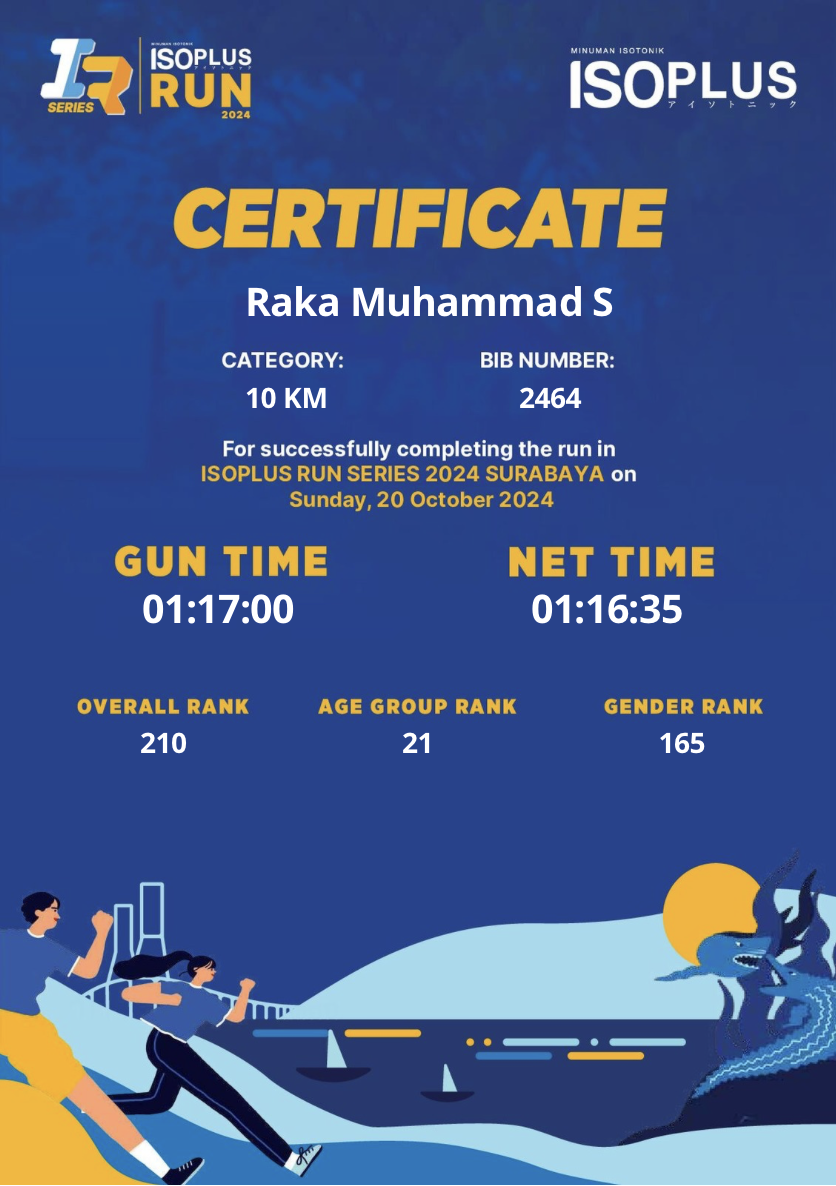 SERIES
MINUMAN ISOTONIK
ISOPLUS
RUN
2024
MINUMAN ISOTONIK
ISOPLUS
アイソトニック
CERTIFICATE
Raka Muhammad S
CATEGORY: BIB NUMBER:
10 KM 2464
For successfully completing the run in
ISOPLUS RUN SERIES 2024 SURABAYA on
Sunday, 20 October 2024
GUN TIME NET TIME
01:17:00 01:16:35
OVERALL RANK AGE GROUP RANK GENDER RANK
210 21 165